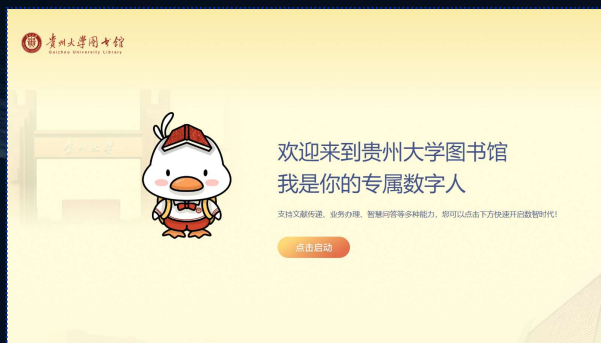 贵州大学图书馆
Guizhou University Library
欢迎来到贵州大学图书馆
我是你的专属数字人
支持文献传递、业务办理、智慧问答等多种能力，您可以点击下方快速开启数智时代！
点击启动